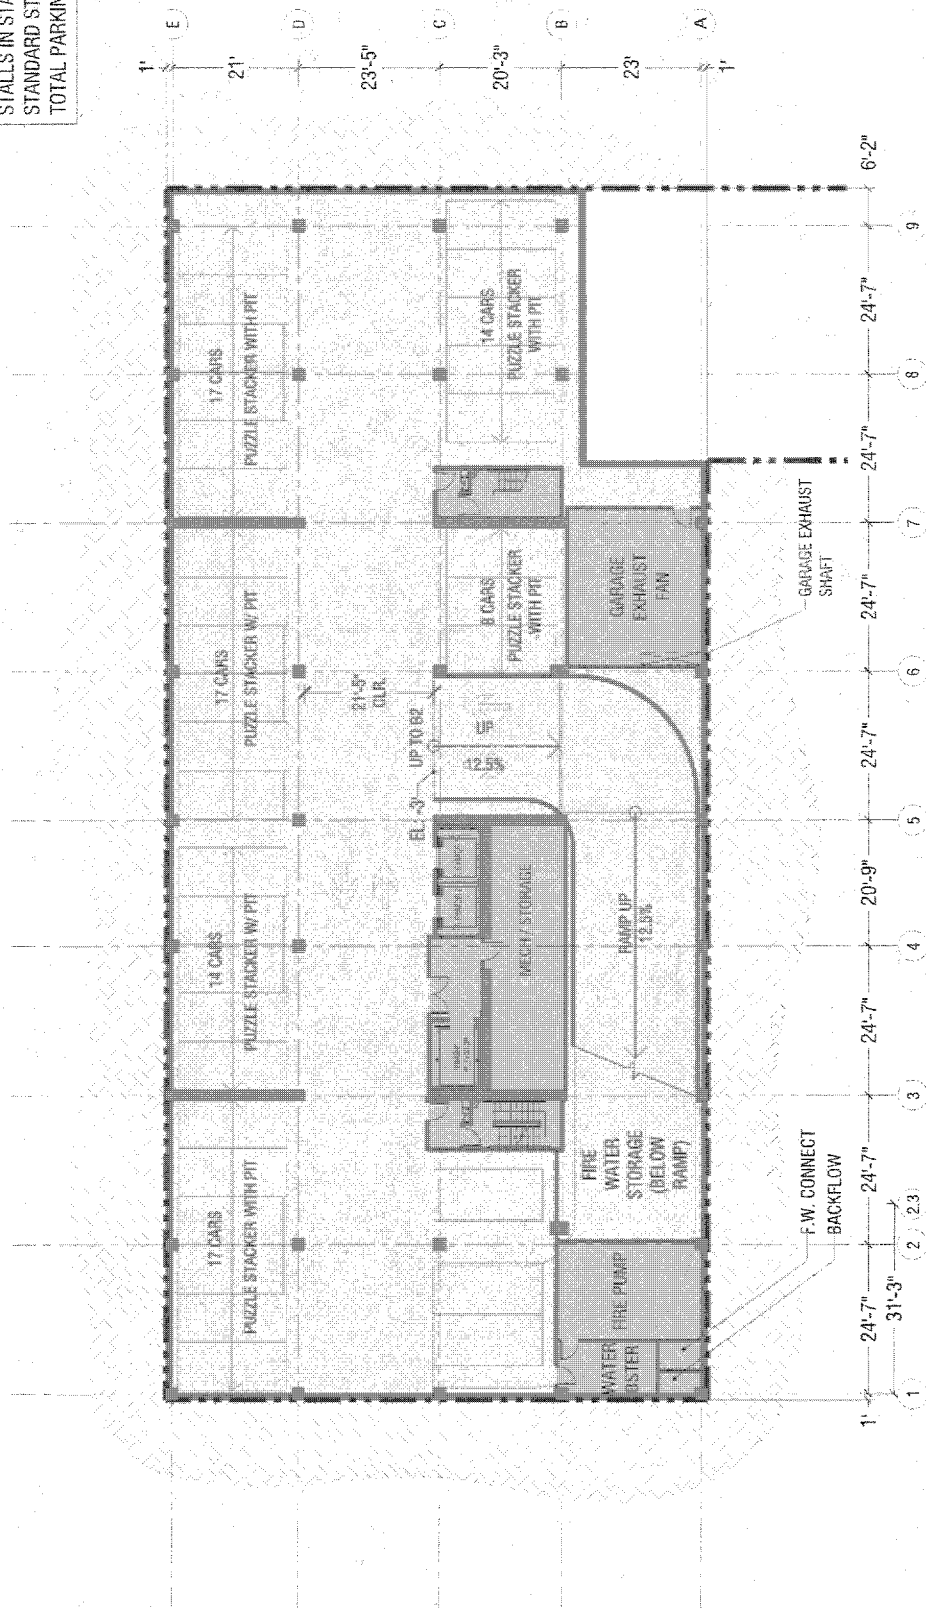 STALLS IN STA
STANDARD ST
TOTAL PARKIN
E
D
C
B
A
1'
21'
23'-5"
20'-3"
23'
1'
17 CARS
PUZZLE STACKER WITH PIT
14 CARS
PUZZLE STACKER W/ PIT
17 CARS
PUZZLE STACKER W/ PIT
17 CARS
PUZZLE STACKER WITH PIT
21'-5"
CLR.
EL. -3'
UP TO B2
UP
12.5%
8 CARS
PUZZLE STACKER
WITH PIT
14 CARS
PUZZLE STACKER
WITH PIT
MECH / STORAGE
RAMP UP
12.5%
FIRE
WATER
STORAGE
(BELOW
RAMP)
FIRE PUMP
WATER
GARAGE
EXHAUST
FAN
GARAGE EXHAUST
SHAFT
F.W. CONNECT
BACKFLOW
1'
24'-7"
24'-7"
24'-7"
20'-9"
24'-7"
24'-7"
24'-7"
24'-7"
6'-2"
31'-3"
1
2
2.3
3
4
5
6
7
8
9